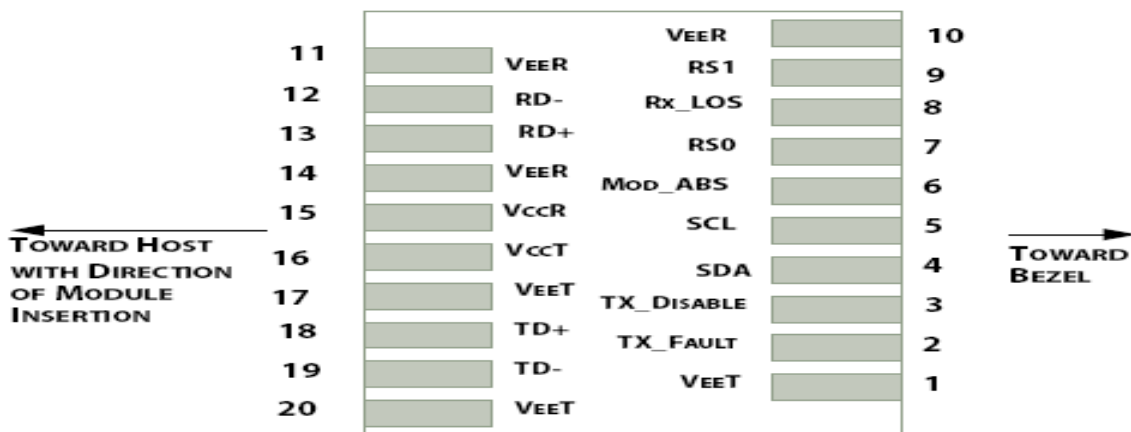 11 VEER
12 RD-
13 RD+
14 VEER
15 VCCR
16 VCCT
17 VEET
18 TD+
19 TD-
20 VEET
VEER 10
RS1 9
RX_LOS 8
RS0 7
MOD_ABS 6
SCL 5
SDA 4
TX_DISABLE 3
TX_FAULT 2
VEET 1
TOWARD HOST
WITH DIRECTION
OF MODULE
INSERTION
TOWARD
BEZEL